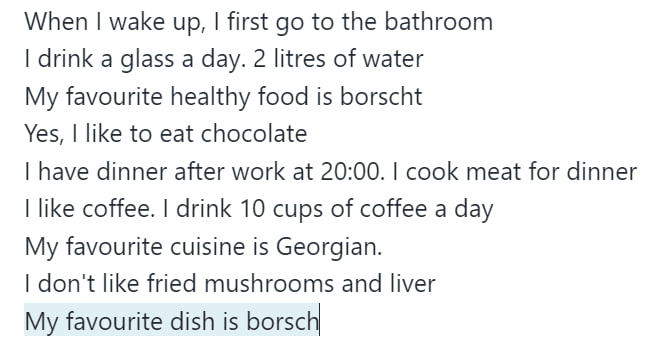 When I wake up, I first go to the bathroom
I drink a glass a day. 2 litres of water
My favourite healthy food is borscht
Yes, I like to eat chocolate
I have dinner after work at 20:00. I cook meat for dinner
I like coffee. I drink 10 cups of coffee a day
My favourite cuisine is Georgian.
I don't like fried mushrooms and liver
My favourite dish is borsch